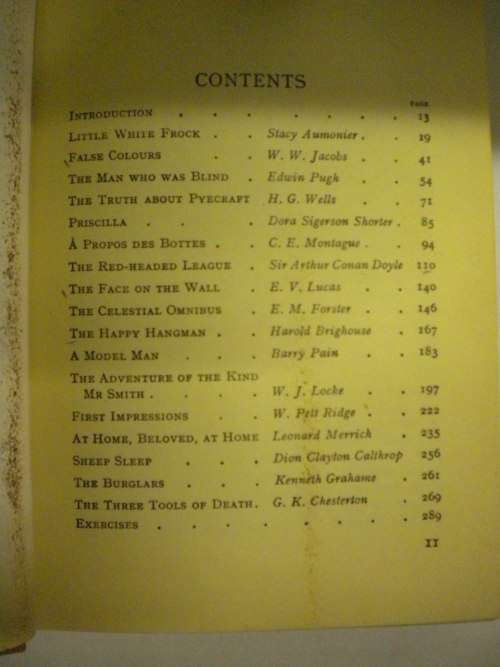 CONTENTS
PAGE
INTRODUCTION . . . . . . . 13
LITTLE WHITE FROCK . . Stacy Aumonier . . 19
FALSE COLOURS . . W. W. Jacobs . . 41
THE MAN WHO WAS BLIND . Edwin Pugh . . 54
THE TRUTH ABOUT PYECRAFT H. G. Wells . . 71
PRISCILLA . . . Dora Sigerson Shorter . 85
À PROPOS DES BOTTES . . C. E. Montague . . 94
THE RED-HEADED LEAGUE . Sir Arthur Conan Doyle 110
THE FACE ON THE WALL . E. V. Lucas . . 140
THE CELESTIAL OMNIBUS . E. M. Forster . . 146
THE HAPPY HANGMAN . . Harold Brighouse . 167
A MODEL MAN . . . Barry Pain . . 183
THE ADVENTURE OF THE KIND
MR SMITH . . . . W. J. Locke . . 197
FIRST IMPRESSIONS . . W. Pett Ridge . . 222
AT HOME, BELOVED, AT HOME Leonard Merrick . 235
SHEEP SLEEP . . . Dion Clayton Calthrop 256
THE BURGLARS . . . Kenneth Grahame . 261
THE THREE TOOLS OF DEATH . G. K. Chesterton . 269
EXERCISES . . . . . . . . 289
11